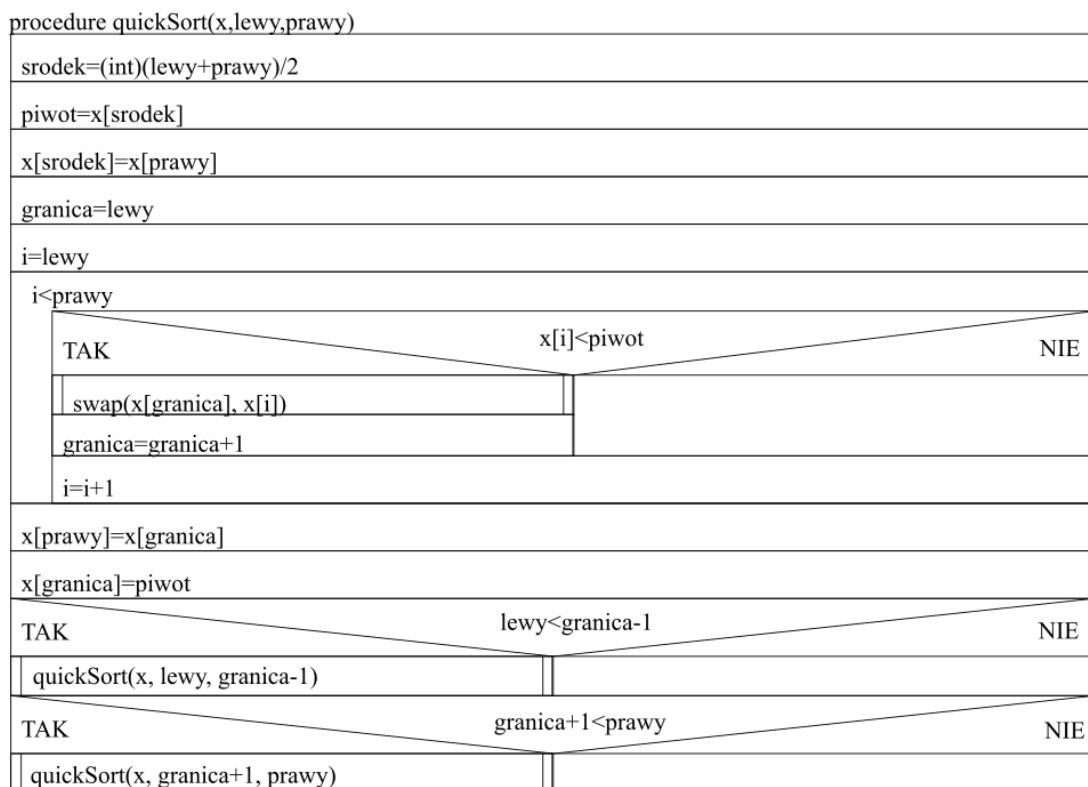 procedure quickSort(x,lewy,prawy)
srodek=(int)(lewy+prawy)/2
piwot=x[srodek]
x[srodek]=x[prawy]
granica=lewy
i=lewy
i<prawy
x[i]<piwot
TAK NIE
swap(x[granica], x[i])
granica=granica+1
i=i+1
x[prawy]=x[granica]
x[granica]=piwot
lewy<granica-1
TAK NIE
quickSort(x, lewy, granica-1)
granica+1<prawy
TAK NIE
quickSort(x, granica+1, prawy)